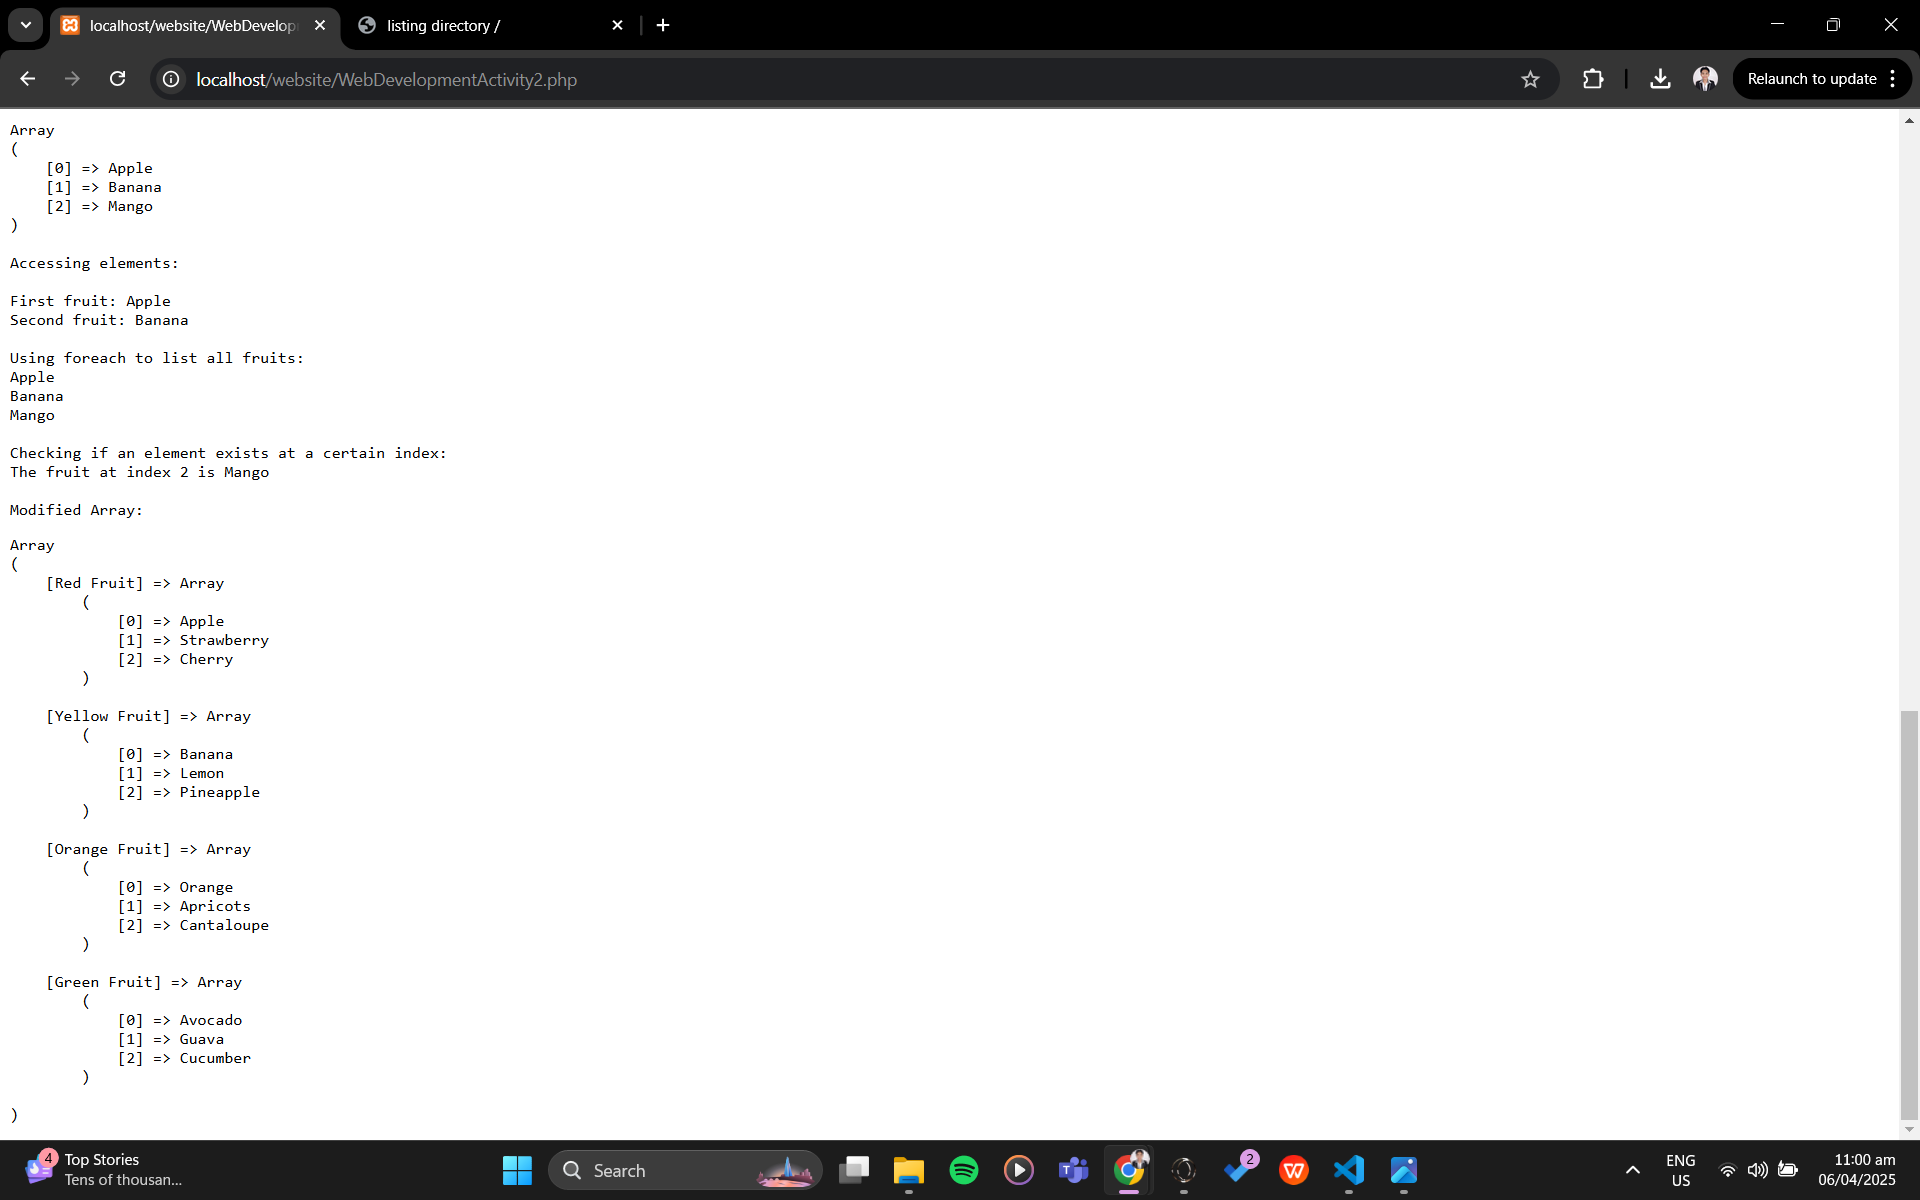 localhost/website/WebDevelop
listing directory /
localhost/website/WebDevelopmentActivity2.php
Relaunch to update
Array
(
    [0] => Apple
    [1] => Banana
    [2] => Mango
)
Accessing elements:
First fruit: Apple
Second fruit: Banana
Using foreach to list all fruits:
Apple
Banana
Mango
Checking if an element exists at a certain index:
The fruit at index 2 is Mango
Modified Array:
Array
(
    [Red Fruit] => Array
        (
            [0] => Apple
            [1] => Strawberry
            [2] => Cherry
        )
    [Yellow Fruit] => Array
        (
            [0] => Banana
            [1] => Lemon
            [2] => Pineapple
        )
    [Orange Fruit] => Array
        (
            [0] => Orange
            [1] => Apricots
            [2] => Cantaloupe
        )
    [Green Fruit] => Array
        (
            [0] => Avocado
            [1] => Guava
            [2] => Cucumber
        )
)
4
Top Stories
Tens of thousan...
Search
2
ENG
US
11:00 am
06/04/2025